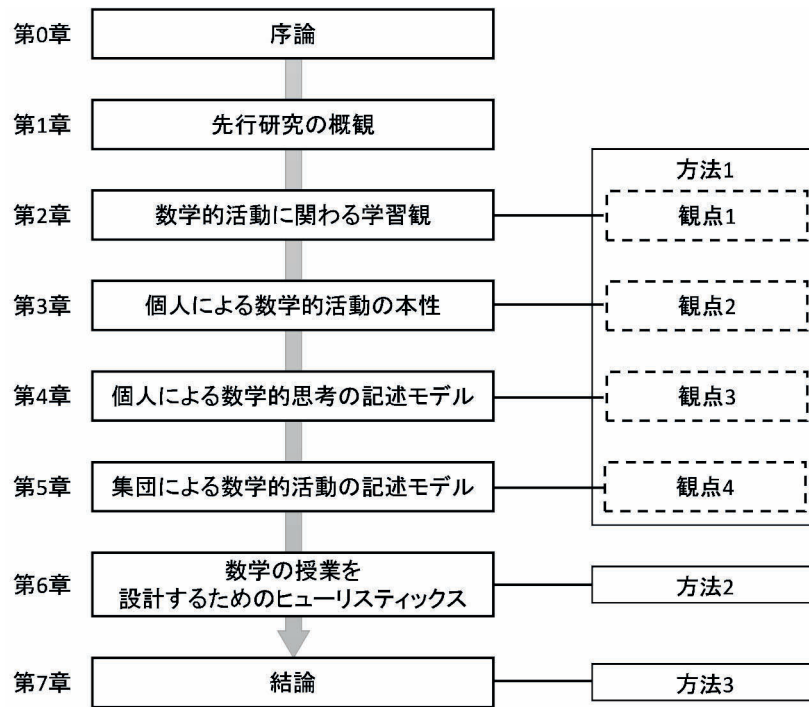 第0章
序論
第1章
先行研究の概観
方法1
第2章
数学的活動に関わる学習観
観点1
第3章
個人による数学的活動の本性
観点2
第4章
個人による数学的思考の記述モデル
観点3
第5章
集団による数学的活動の記述モデル
観点4
第6章
数学の授業を
設計するためのヒューリスティックス
方法2
第7章
結論
方法3